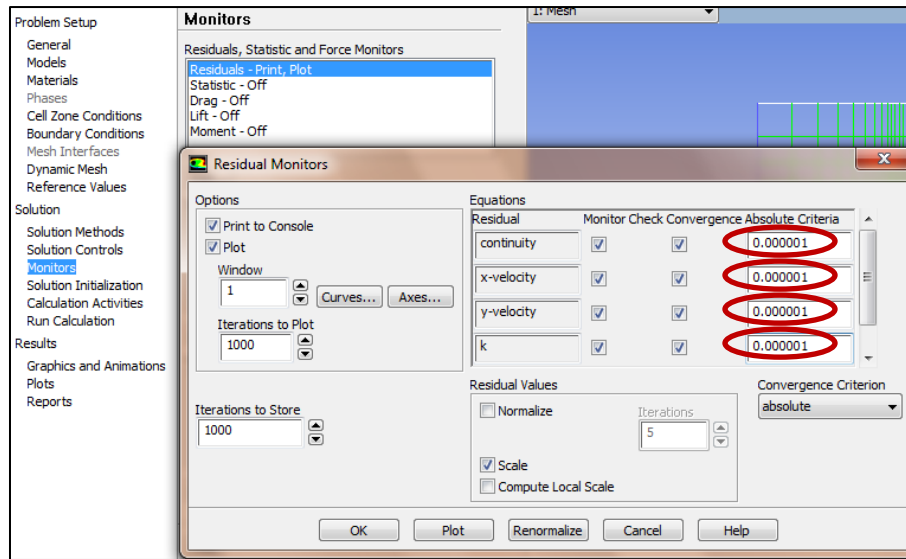 Problem Setup
General
Models
Materials
Phases
Cell Zone Conditions
Boundary Conditions
Mesh Interfaces
Dynamic Mesh
Reference Values
Solution
Solution Methods
Solution Controls
Monitors
Solution Initialization
Calculation Activities
Run Calculation
Results
Graphics and Animations
Plots
Reports
Monitors
Residuals, Statistic and Force Monitors
Residuals - Print, Plot
Statistic - Off
Drag - Off
Lift - Off
Moment - Off
1: Mesh
Residual Monitors
Options
Print to Console
Plot
Window
1
Curves... Axes...
Iterations to Plot
1000
Iterations to Store
1000
Equations
Residual Monitor Check Convergence Absolute Criteria
continuity 0.000001
x-velocity 0.000001
y-velocity 0.000001
k 0.000001
Residual Values
Normalize
Iterations
5
Scale
Compute Local Scale
Convergence Criterion
absolute
OK Plot Renormalize Cancel Help